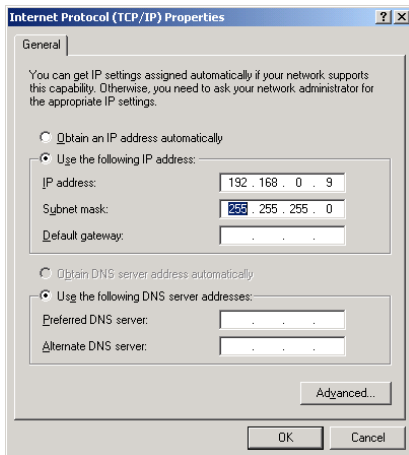 Internet Protocol (TCP/IP) Properties
General
You can get IP settings assigned automatically if your network supports
this capability. Otherwise, you need to ask your network administrator for
the appropriate IP settings.
Obtain an IP address automatically
Use the following IP address:
IP address: 192 . 168 . 0 . 9
Subnet mask: 255 . 255 . 255 . 0
Default gateway: . . .
Obtain DNS server address automatically
Use the following DNS server addresses:
Preferred DNS server: . . .
Alternate DNS server: . . .
Advanced...
OK Cancel